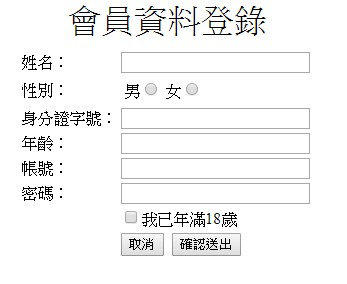 會員資料登錄
姓名：
性別： 男 女
身分證字號：
年齡：
帳號：
密碼：
我已年滿18歲
取消 確認送出